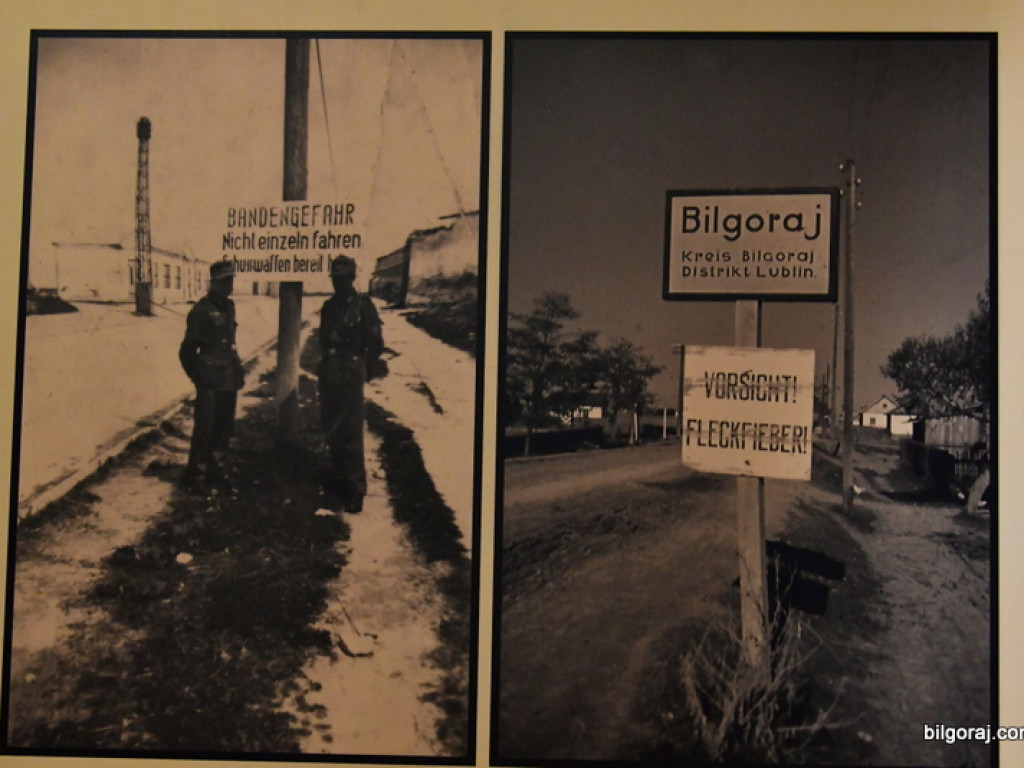 BANDENGEFAHR
Nicht einzeln fahren
Schusswaffen bereit
Bilgoraj
Kreis Bilgoraj
Distrikt Lublin.
VORSICHT!
FLECKFIEBER!
bilgoraj.com